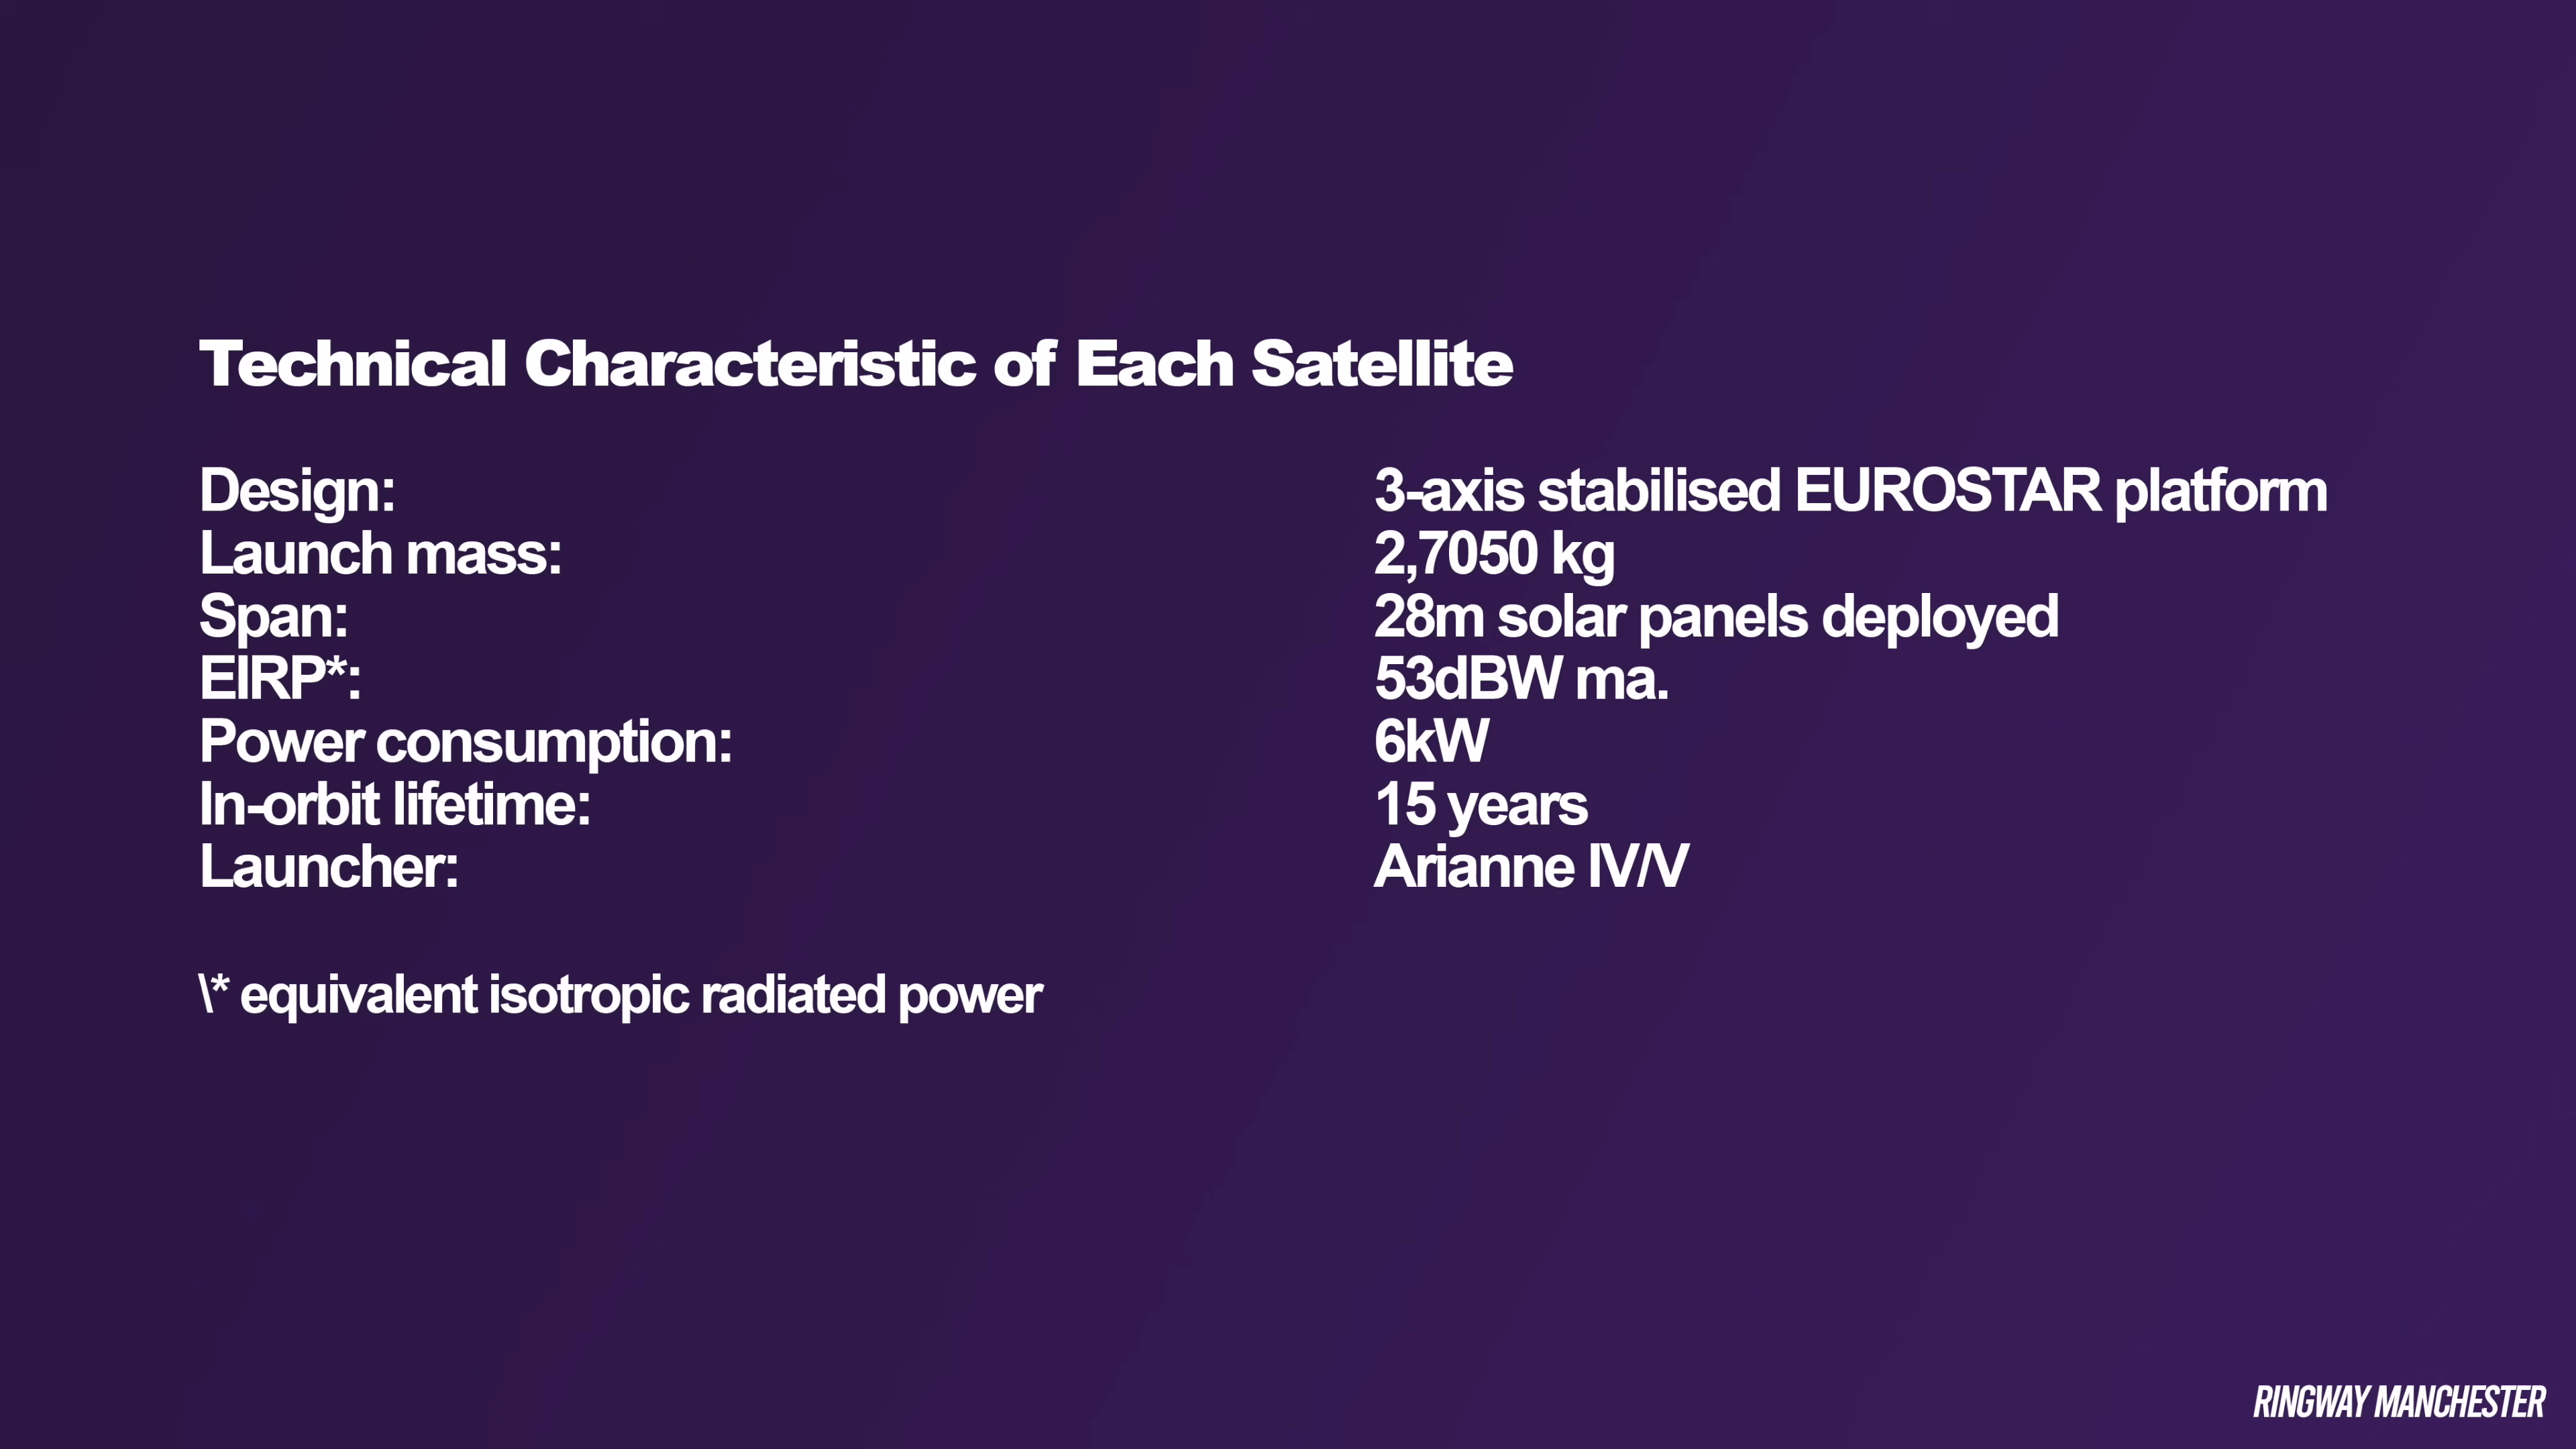 Technical Characteristic of Each Satellite
Design: 3-axis stabilised EUROSTAR platform
Launch mass: 2,7050 kg
Span: 28m solar panels deployed
EIRP*: 53dBW ma.
Power consumption: 6kW
In-orbit lifetime: 15 years
Launcher: Arianne IV/V
\* equivalent isotropic radiated power
RINGWAY MANCHESTER